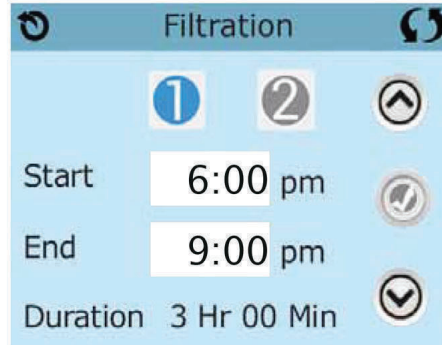 Filtration
1 2
Start 6:00 pm
End 9:00 pm
Duration 3 Hr 00 Min